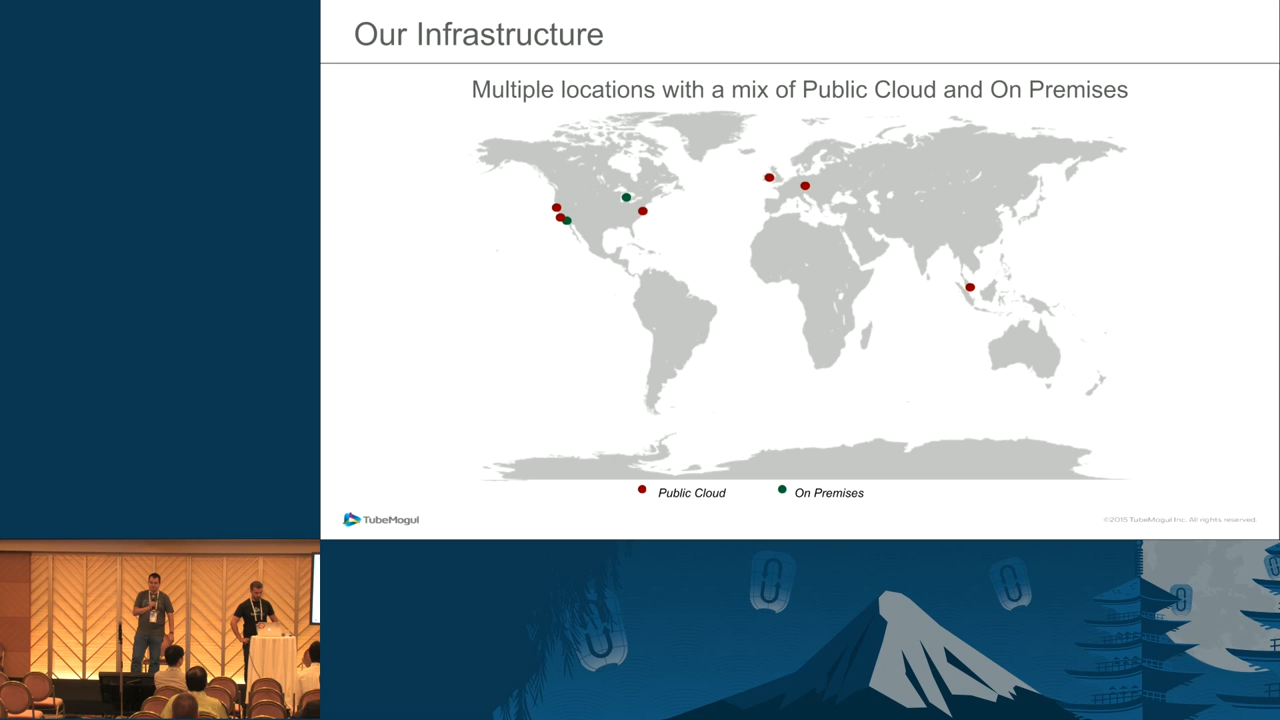 Our Infrastructure
Multiple locations with a mix of Public Cloud and On Premises
Public Cloud
On Premises
TubeMogul
©2015 TubeMogul Inc. All rights reserved.